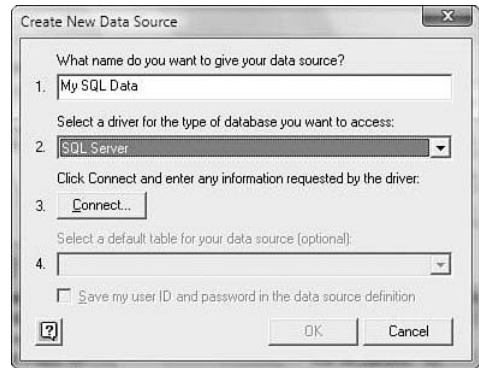 Create New Data Source
What name do you want to give your data source?
1. My SQL Data
Select a driver for the type of database you want to access:
2. SQL Server
Click Connect and enter any information requested by the driver:
3. Connect...
Select a default table for your data source (optional):
4.
Save my user ID and password in the data source definition
? OK Cancel